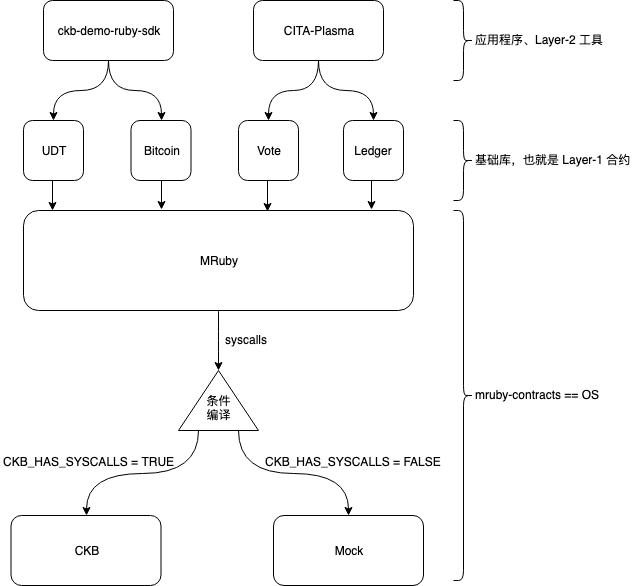 ckb-demo-ruby-sdk
CITA-Plasma
应用程序、Layer-2 工具
UDT
Bitcoin
Vote
Ledger
基础库，也就是 Layer-1 合约
MRuby
syscalls
条件
编译
mruby-contracts == OS
CKB_HAS_SYSCALLS = TRUE
CKB_HAS_SYSCALLS = FALSE
CKB
Mock